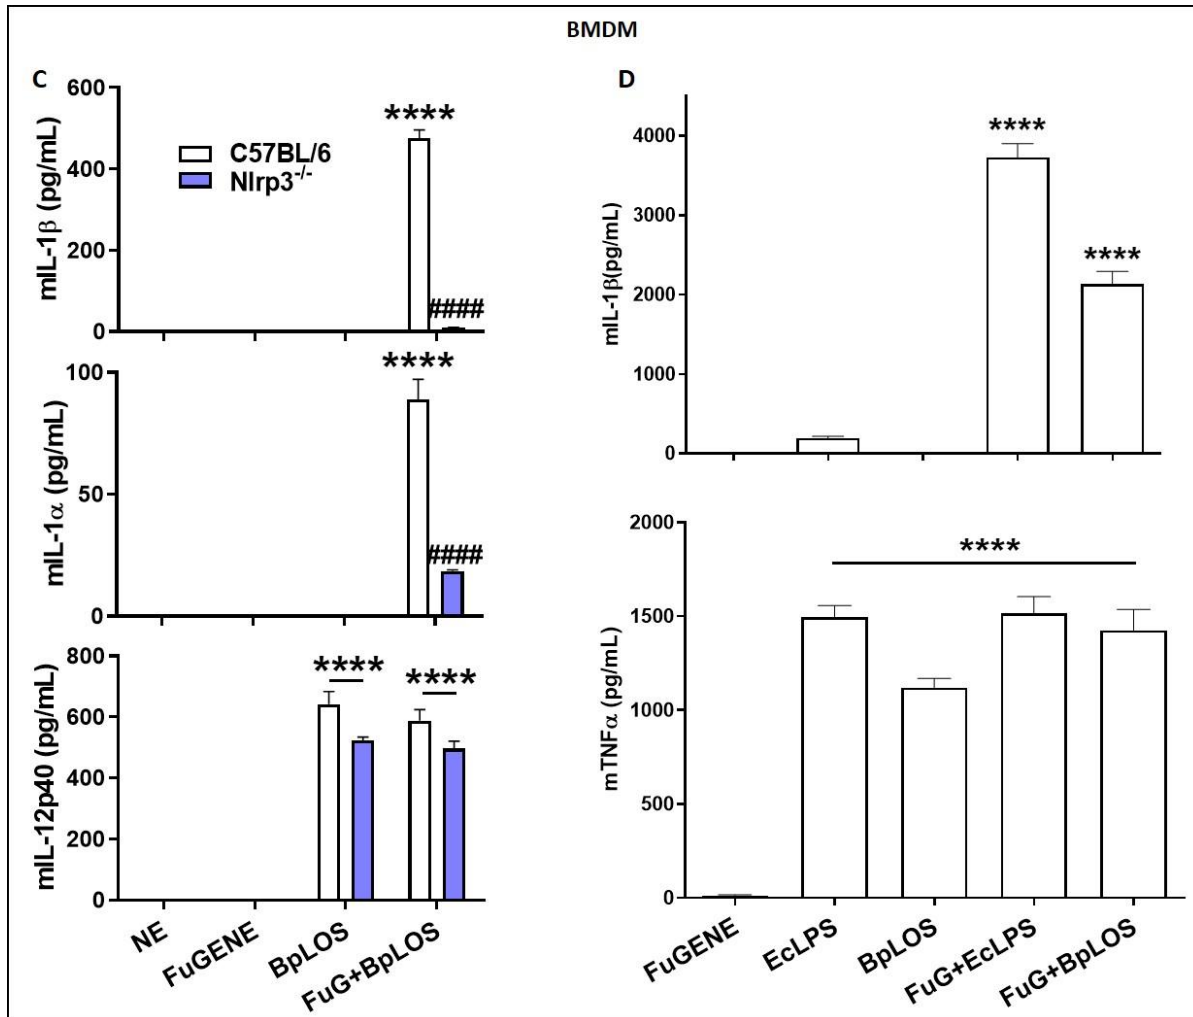 BMDM
C
600
400
200
0
mIL-1β (pg/mL)
C57BL/6
Nlrp3-/-
****
####
100
50
0
mIL-1α (pg/mL)
****
####
800
600
400
200
0
mIL-12p40 (pg/mL)
****
****
NE
FuGENE
BpLOS
FuG+BpLOS
D
4000
3000
2000
1000
0
mIL-1β(pg/mL)
****
****
2000
1500
1000
500
0
mTNFα (pg/mL)
****
FuGENE
EcLPS
BpLOS
FuG+EcLPS
FuG+BpLOS